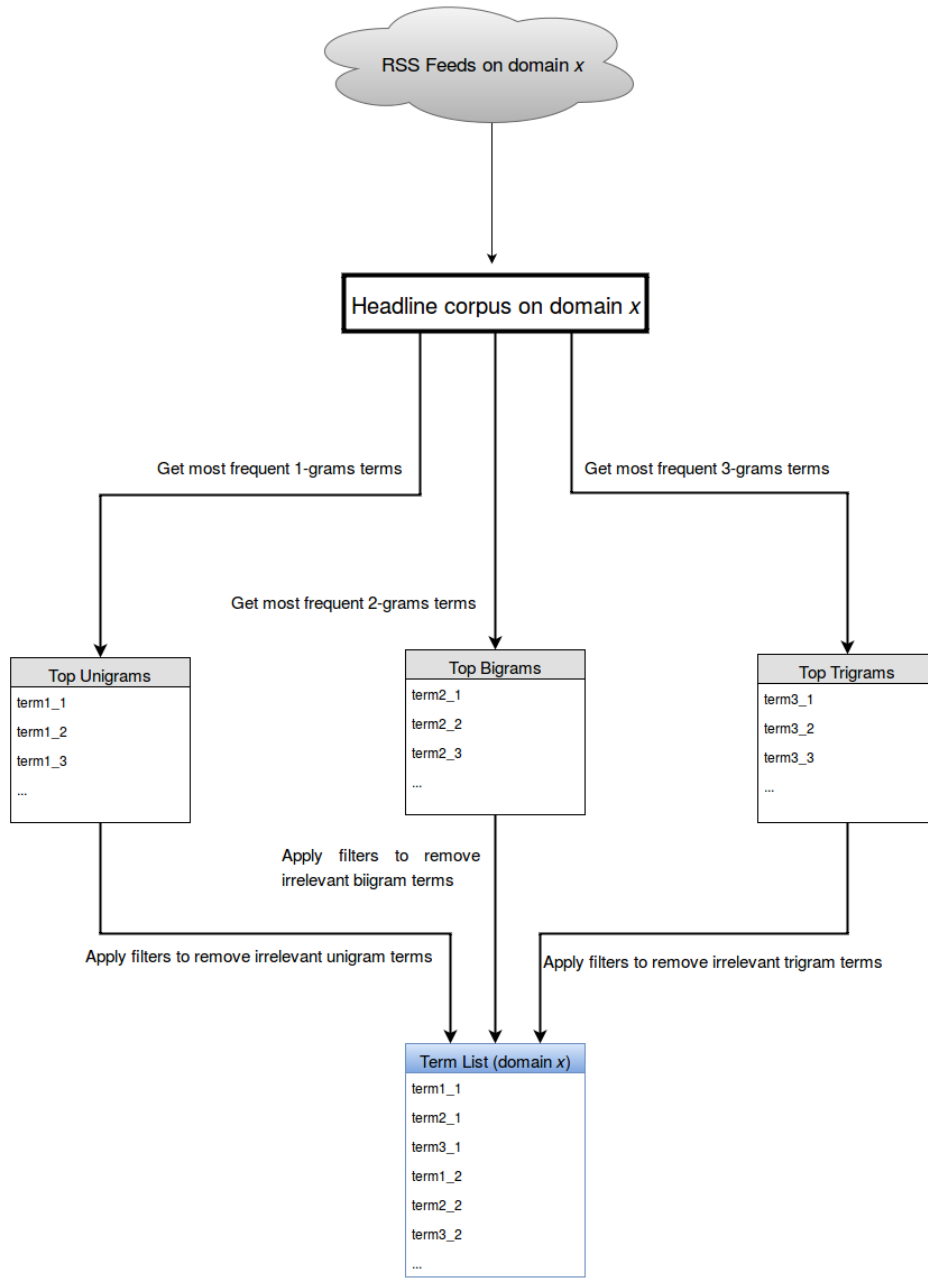 RSS Feeds on domain x
Headline corpus on domain x
Get most frequent 1-grams terms
Get most frequent 3-grams terms
Get most frequent 2-grams terms
Top Unigrams
term1_1
term1_2
term1_3
...
Top Bigrams
term2_1
term2_2
term2_3
...
Top Trigrams
term3_1
term3_2
term3_3
...
Apply filters to remove
irrelevant biigram terms
Apply filters to remove irrelevant unigram terms
Apply filters to remove irrelevant trigram terms
Term List (domain x)
term1_1
term2_1
term3_1
term1_2
term2_2
term3_2
...